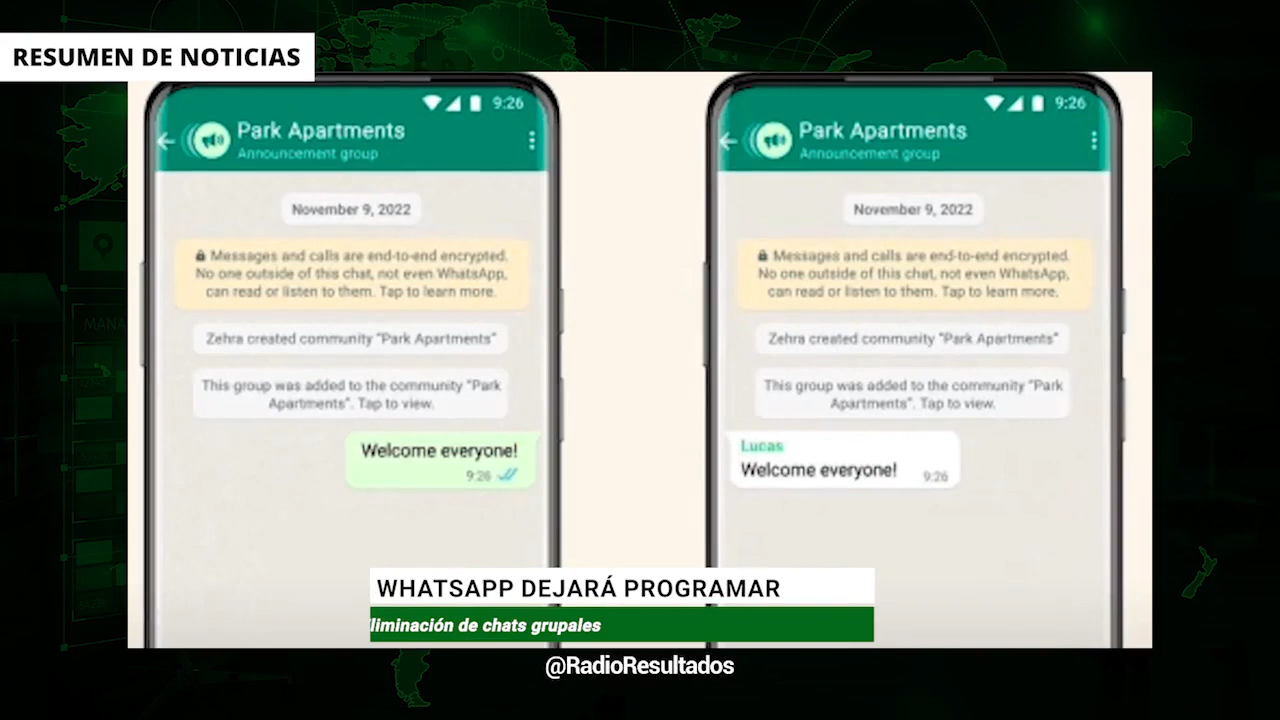 RESUMEN DE NOTICIAS
9:26
Park Apartments
Announcement group
November 9, 2022
Messages and calls are end-to-end encrypted.
No one outside of this chat, not even WhatsApp,
can read or listen to them. Tap to learn more.
Zehra created community “Park Apartments”
This group was added to the community “Park
Apartments”. Tap to view.
Welcome everyone!
9:26
9:26
Park Apartments
Announcement group
November 9, 2022
Messages and calls are end-to-end encrypted.
No one outside of this chat, not even WhatsApp,
can read or listen to them. Tap to learn more.
Zehra created community “Park Apartments”
This group was added to the community “Park
Apartments”. Tap to view.
Lucas
Welcome everyone!
9:26
WHATSAPP DEJARÁ PROGRAMAR
liminación de chats grupales
@RadioResultados
MANA